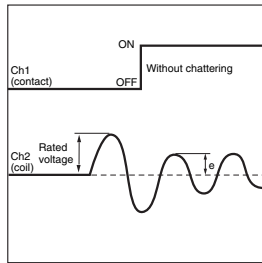 ON
Without chattering
Ch1
(contact)
OFF
Rated
voltage
Ch2
(coil)
e